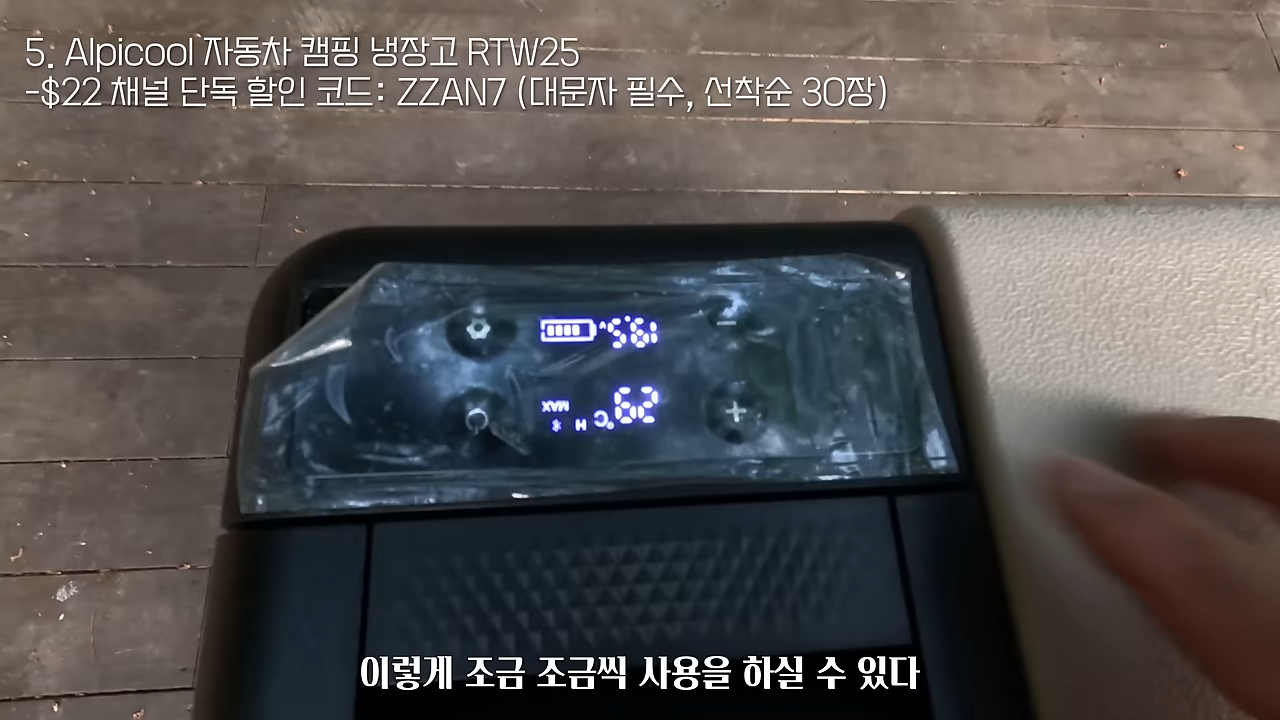 5. Alpicool 자동차 캠핑 냉장고 RTW25
-$22 채널 단독 할인 코드: ZZAN7 (대문자 필수, 선착순 30장)
°C H
MAX
이렇게 조금 조금씩 사용을 하실 수 있다